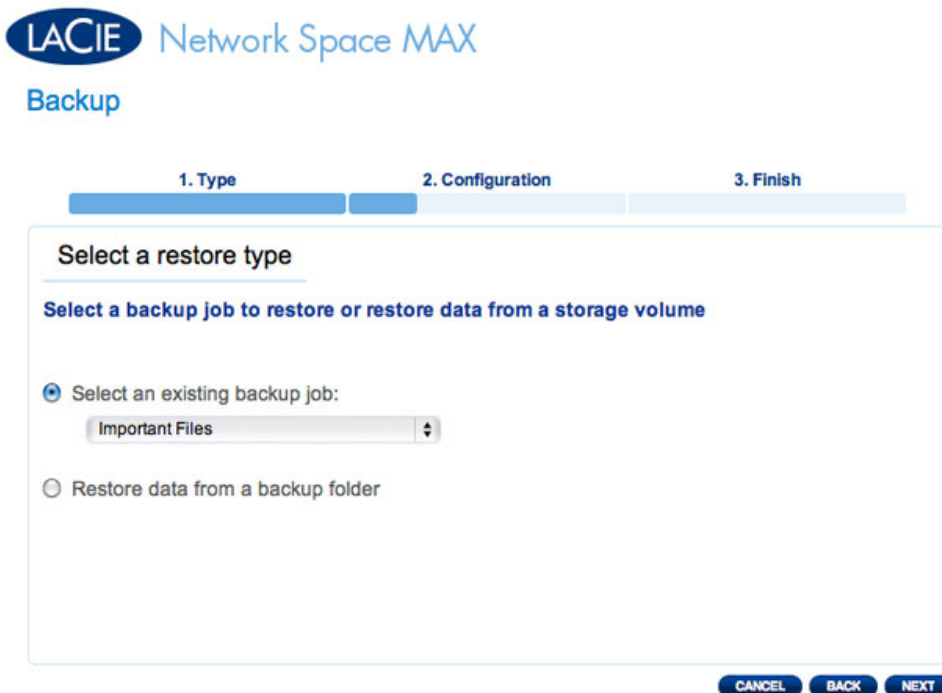 LACIE Network Space MAX
Backup
1. Type 2. Configuration 3. Finish
Select a restore type
Select a backup job to restore or restore data from a storage volume
Select an existing backup job:
Important Files
Restore data from a backup folder
CANCEL BACK NEXT